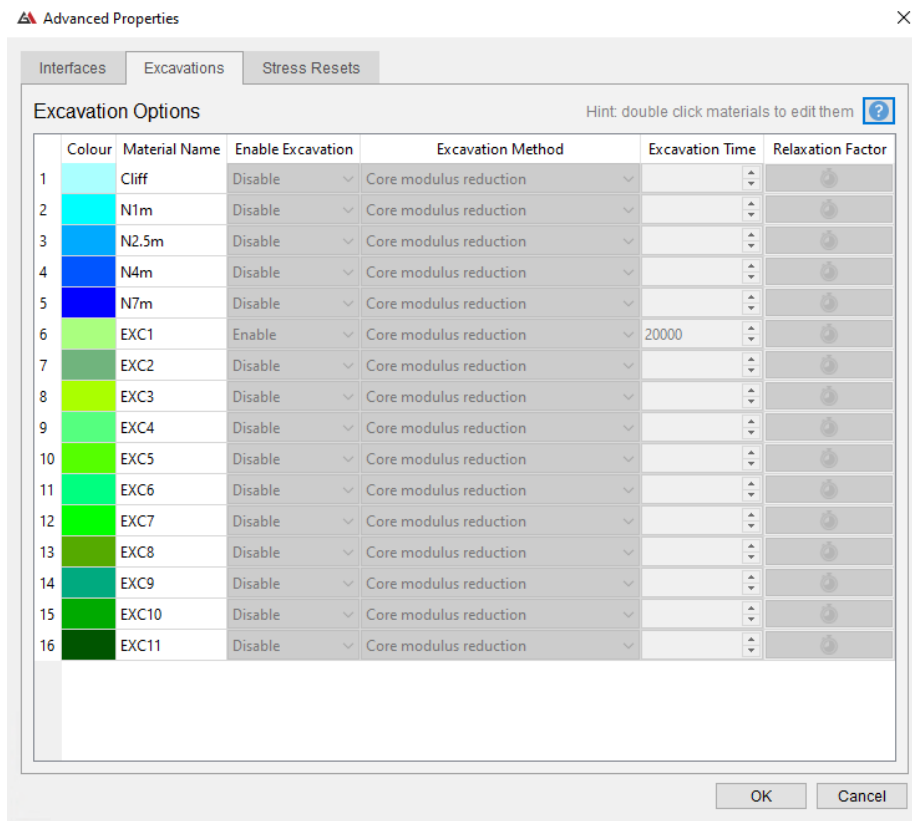 Advanced Properties
Interfaces Excavations Stress Resets
Excavation Options Hint: double click materials to edit them ?
Colour Material Name Enable Excavation Excavation Method Excavation Time Relaxation Factor
1 Cliff Disable Core modulus reduction
2 N1m Disable Core modulus reduction
3 N2.5m Disable Core modulus reduction
4 N4m Disable Core modulus reduction
5 N7m Disable Core modulus reduction
6 EXC1 Enable Core modulus reduction 20000
7 EXC2 Disable Core modulus reduction
8 EXC3 Disable Core modulus reduction
9 EXC4 Disable Core modulus reduction
10 EXC5 Disable Core modulus reduction
11 EXC6 Disable Core modulus reduction
12 EXC7 Disable Core modulus reduction
13 EXC8 Disable Core modulus reduction
14 EXC9 Disable Core modulus reduction
15 EXC10 Disable Core modulus reduction
16 EXC11 Disable Core modulus reduction
OK Cancel